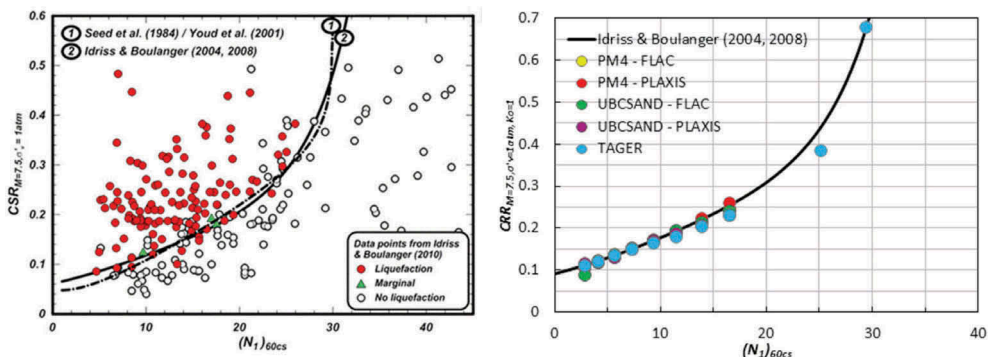 0.6
0.5
0.4
0.3
0.2
0.1
0
CSR M=7.5,σ'v = 1atm
1 Seed et al. (1984) / Youd et al. (2001)
2 Idriss & Boulanger (2004, 2008)
1
2
Data points from Idriss
& Boulanger (2010)
Liquefaction
Marginal
No liquefaction
0 10 20 30 40
(N1)60cs
0.7
0.6
0.5
0.4
0.3
0.2
0.1
0
CRR M=7.5,σ'v=1atm, Ko=1
Idriss & Boulanger (2004, 2008)
PM4 - FLAC
PM4 - PLAXIS
UBCSAND - FLAC
UBCSAND - PLAXIS
TAGER
0 10 20 30 40
(N1)60cs